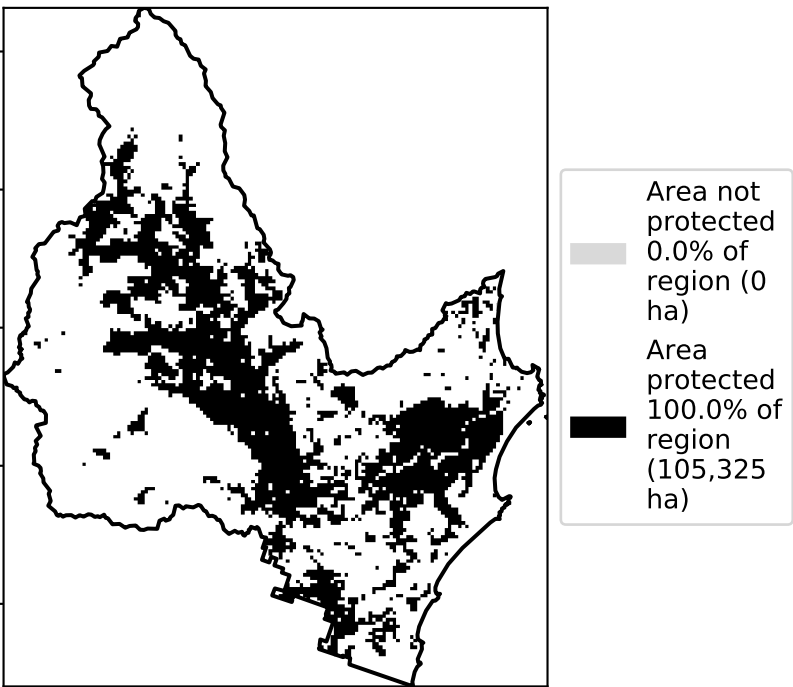 Area not
protected
0.0% of
region (0
ha)
Area
protected
100.0% of
region
(105,325
ha)